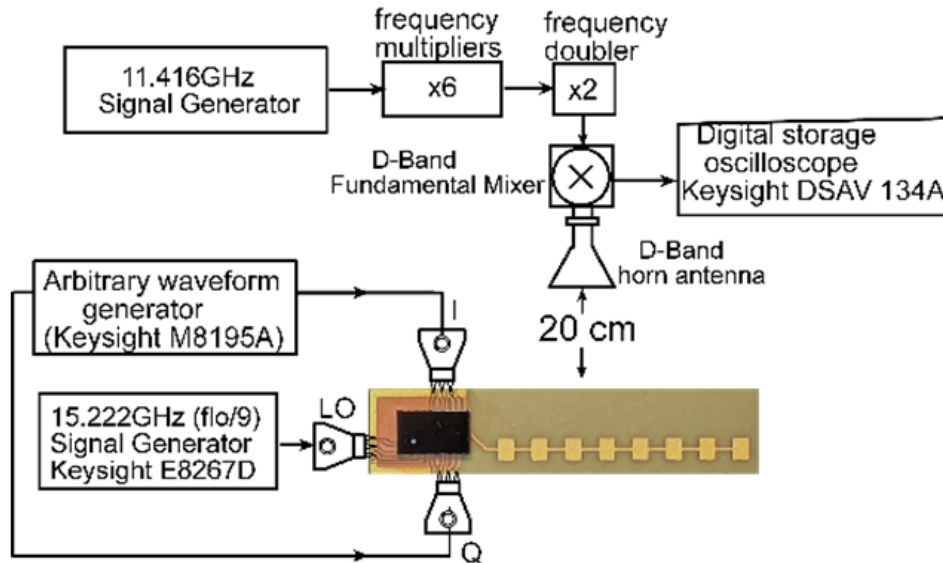 frequency
multipliers
frequency
doubler
11.416GHz
Signal Generator
x6
x2
Digital storage
oscilloscope
Keysight DSAV 134A
D-Band
Fundamental Mixer
D-Band
horn antenna
Arbitrary waveform
generator
(Keysight M8195A)
I
20 cm
15.222GHz (flo/9)
Signal Generator
Keysight E8267D
LO
Q